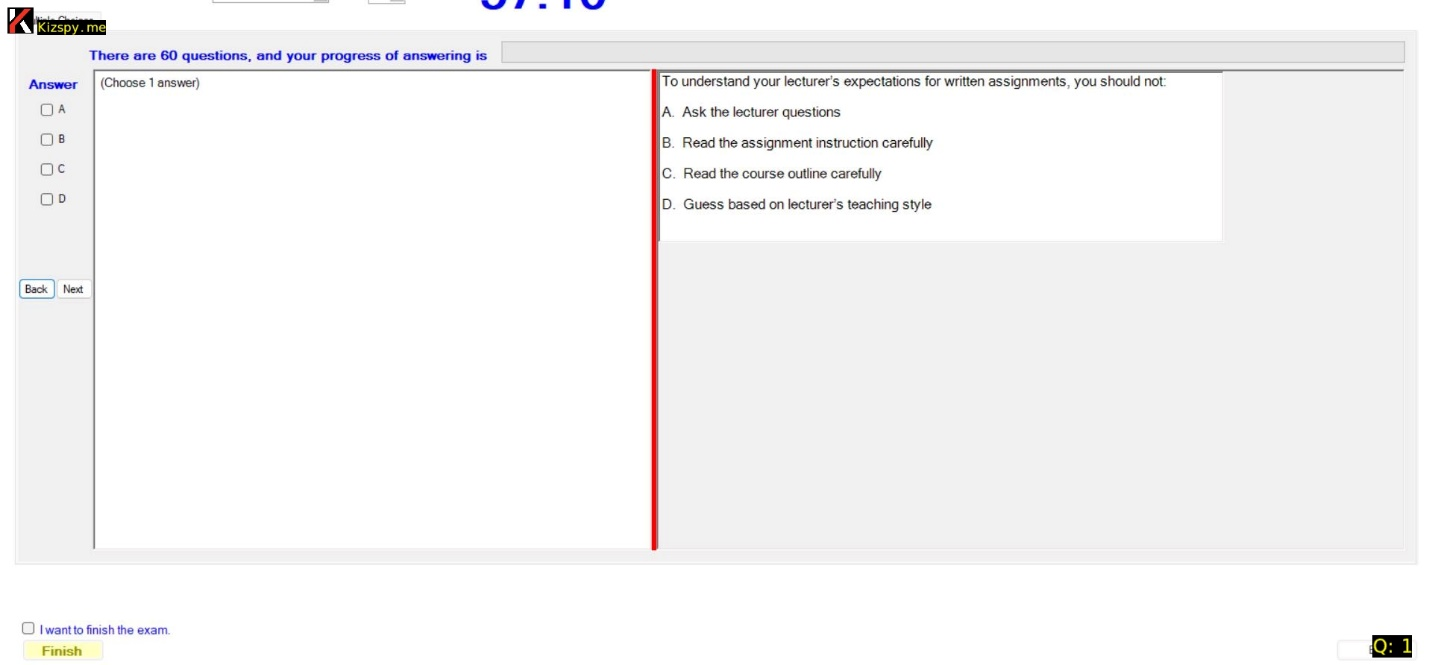 Kizspy.me
There are 60 questions, and your progress of answering is
Answer
(Choose 1 answer)
A
B
C
D
Back Next
To understand your lecturer's expectations for written assignments, you should not:
A. Ask the lecturer questions
B. Read the assignment instruction carefully
C. Read the course outline carefully
D. Guess based on lecturer's teaching style
I want to finish the exam.
Finish
Q: 1